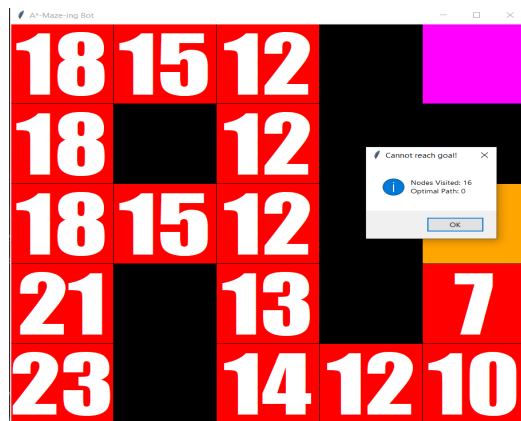 A*-Maze-ing Bot
18 15 12
18 12
Cannot reach goal!
Nodes Visited: 16
Optimal Path: 0
OK
18 15 12
21 13 7
23 14 12 10